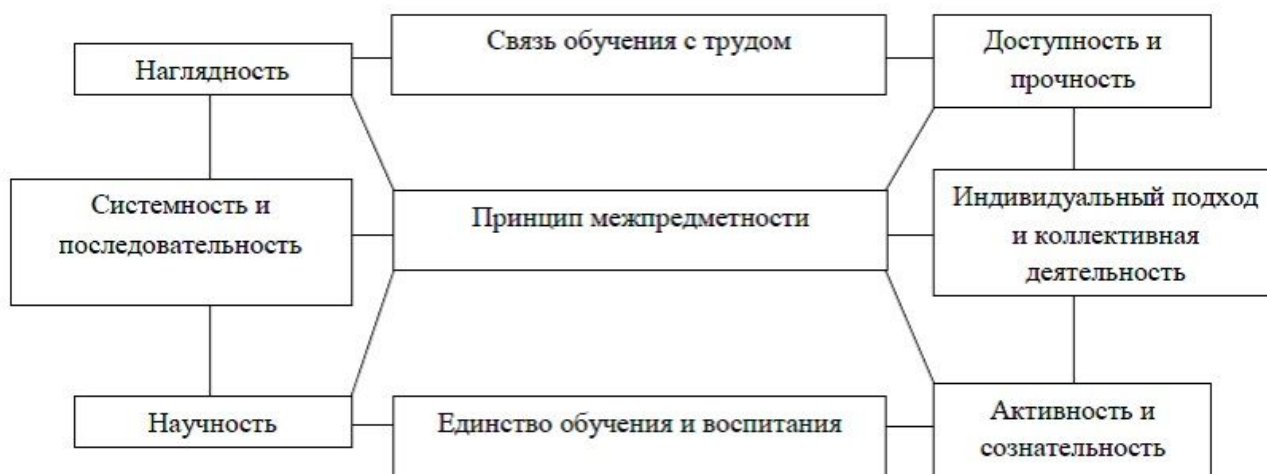 Связь обучения с трудом
Доступность и
прочность
Наглядность
Системность и
последовательность
Принцип межпредметности
Индивидуальный подход
и коллективная
деятельность
Научность
Единство обучения и воспитания
Активность и
сознательность